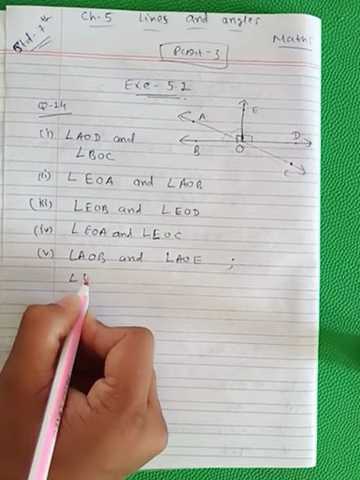 Std-7th
Ch-5 Lines and angles
Maths
Part-3
Exe-5.2
Q-14
(i) ∠AOD and
∠BOC
(ii) ∠EOA and ∠AOB
(iii) ∠EOB and ∠EOD
(iv) ∠EOA and ∠EOC
(v) ∠AOB and ∠AOE ;
∠
A
E
B
O
D
C